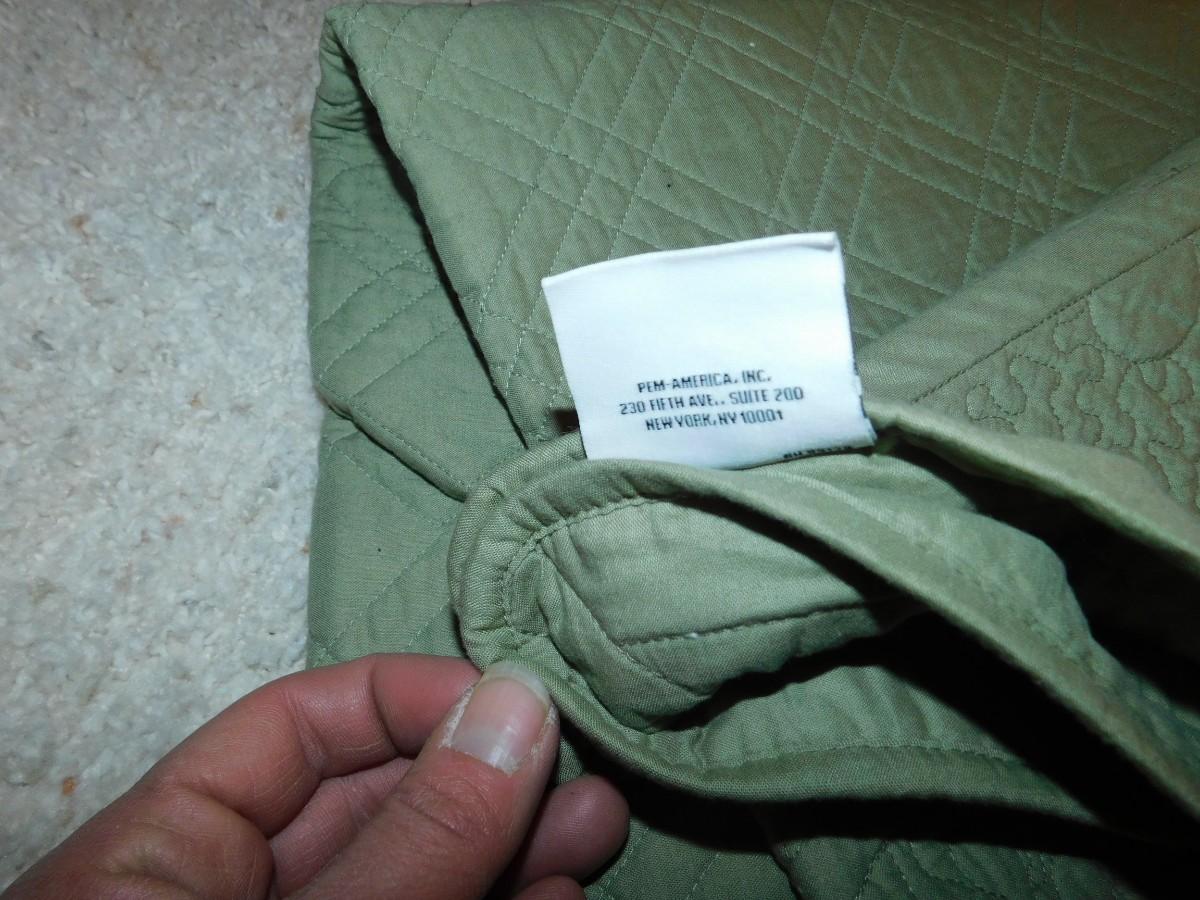 PEM-AMERICA, INC.
230 FIFTH AVE., SUITE 200
NEW YORK, NY 10001